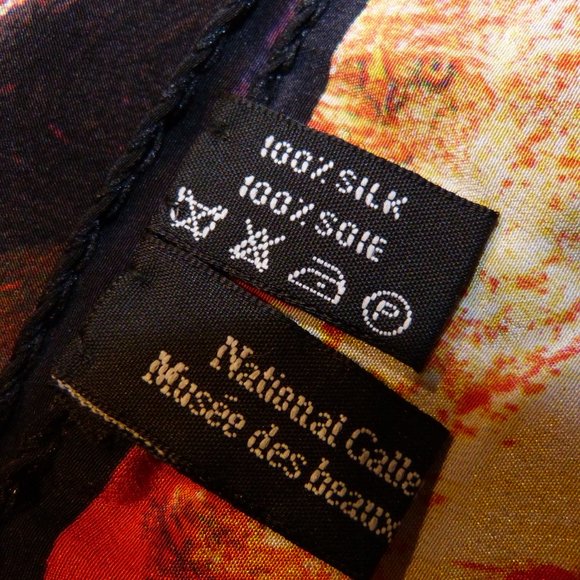 100% SILK
100% SOIE
P
National Galle
Musée des beaux